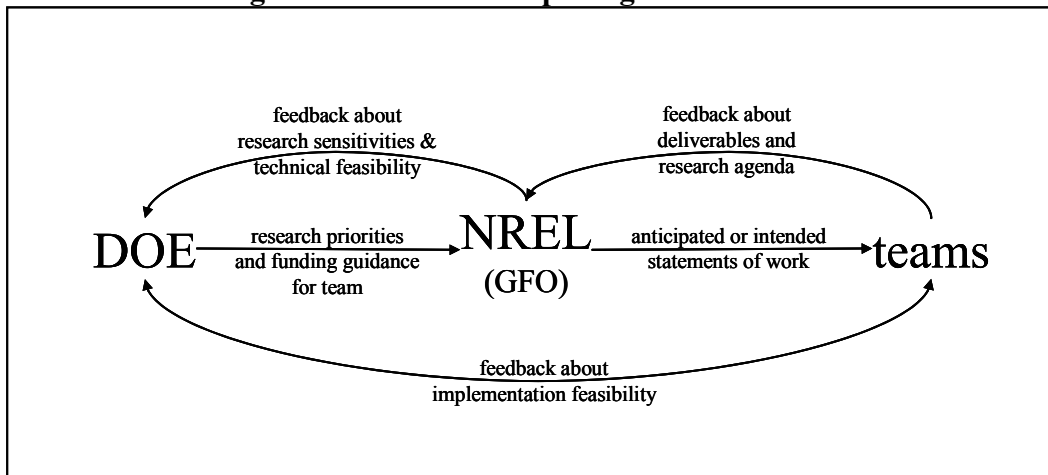 feedback about
research sensitivities &
technical feasibility
feedback about
deliverables and
research agenda
DOE
research priorities
and funding guidance
for team
NREL
(GFO)
anticipated or intended
statements of work
teams
feedback about
implementation feasibility